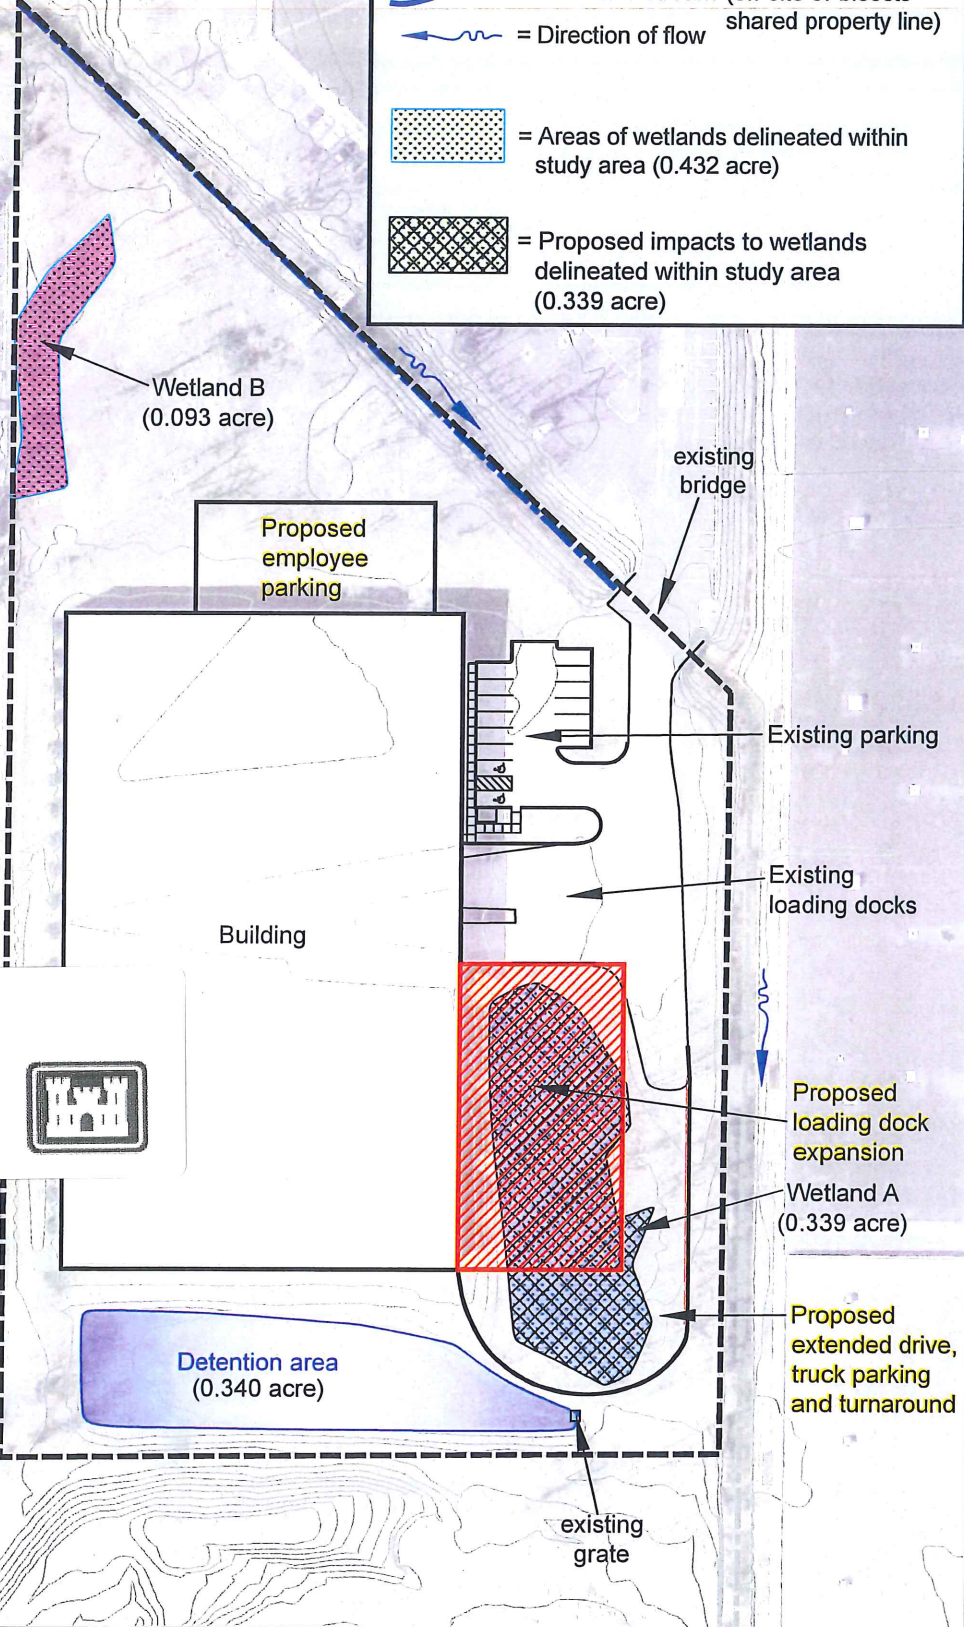 shared property line)
= Direction of flow
= Areas of wetlands delineated within
study area (0.432 acre)
= Proposed impacts to wetlands
delineated within study area
(0.339 acre)
Wetland B
(0.093 acre)
existing
bridge
Proposed
employee
parking
Existing parking
Existing
loading docks
Building
Proposed
loading dock
expansion
Wetland A
(0.339 acre)
Proposed
extended drive,
truck parking
and turnaround
Detention area
(0.340 acre)
existing
grate